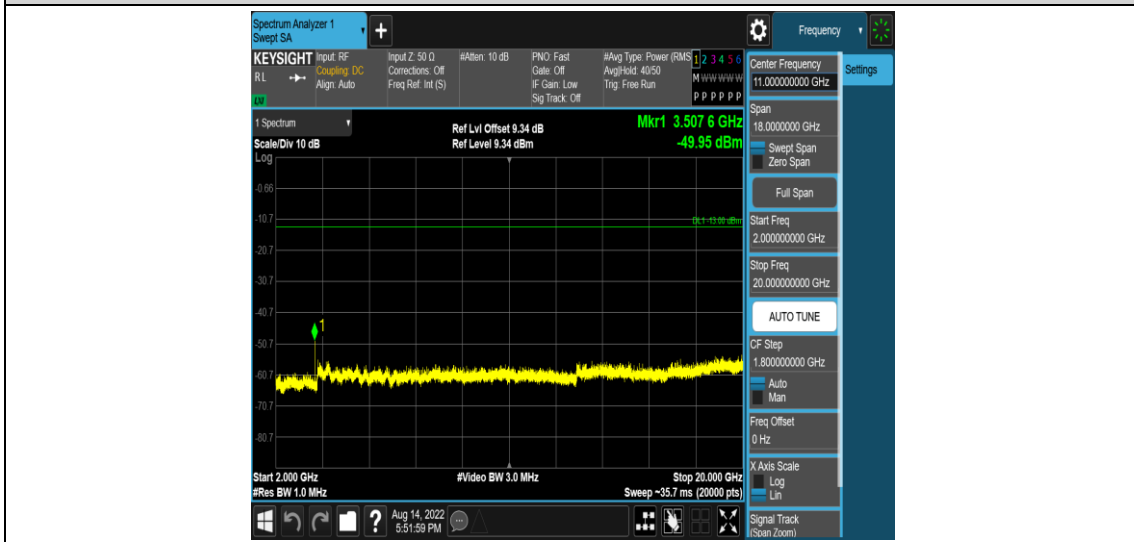 Spectrum Analyzer 1
Swept SA
+
Frequency
KEYSIGHT
RL
LXI
Input: RF
Coupling: DC
Align: Auto
Input Z: 50 Ω
Corrections: Off
Freq Ref: Int (S)
#Atten: 10 dB
PNO: Fast
Gate: Off
IF Gain: Low
Sig Track: Off
#Avg Type: Power (RMS
Avg|Hold: 40/50
Trig: Free Run
1 2 3 4 5 6
M W W W W W
P P P P P P
1 Spectrum
Scale/Div 10 dB
Log
Ref Lvl Offset 9.34 dB
Ref Level 9.34 dBm
Mkr1 3.507 6 GHz
-49.95 dBm
-0.66
-10.7
DL1 -13.00 dBm
-20.7
-30.7
-40.7
1
-50.7
-60.7
-70.7
-80.7
Start 2.000 GHz
#Res BW 1.0 MHz
#Video BW 3.0 MHz
Stop 20.000 GHz
Sweep ~35.7 ms (20000 pts)
Aug 14, 2022
5:51:59 PM
?
Center Frequency
11.000000000 GHz
Settings
Span
18.0000000 GHz
Swept Span
Zero Span
Full Span
Start Freq
2.000000000 GHz
Stop Freq
20.000000000 GHz
AUTO TUNE
CF Step
1.800000000 GHz
Auto
Man
Freq Offset
0 Hz
X Axis Scale
Log
Lin
Signal Track
(Span Zoom)